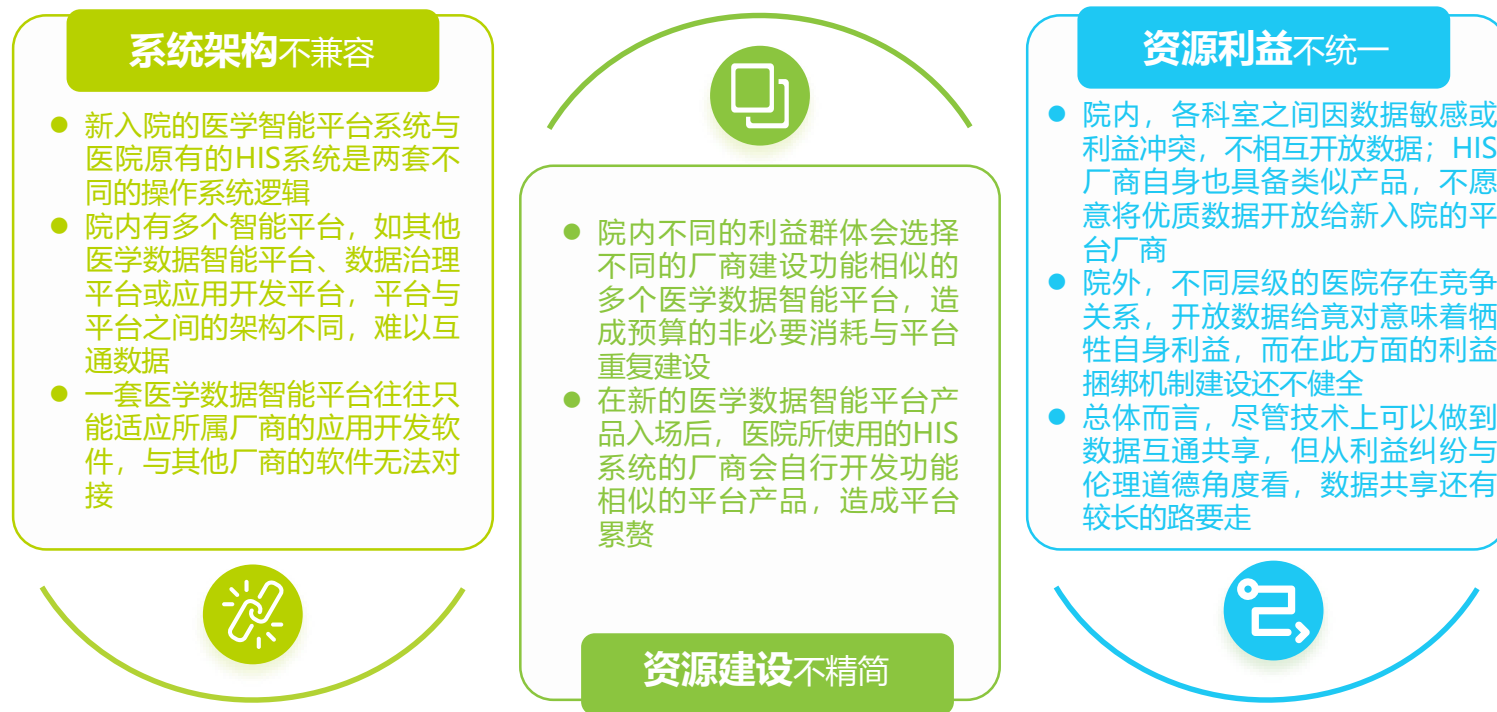 系统架构不兼容
● 新入院的医学智能平台系统与
医院原有的HIS系统是两套不
同的操作系统逻辑
● 院内有多个智能平台，如其他
医学数据智能平台、数据治理
平台或应用开发平台，平台与
平台之间的架构不同，难以互
通数据
● 一套医学数据智能平台往往只
能适应所属厂商的应用开发软
件，与其他厂商的软件无法对
接
● 院内不同的利益群体会选择
不同的厂商建设功能相似的
多个医学数据智能平台，造
成预算的非必要消耗与平台
重复建设
● 在新的医学数据智能平台产
品入场后，医院所使用的HIS
系统的厂商会自行开发功能
相似的平台产品，造成平台
累赘
资源建设不精简
资源利益不统一
● 院内，各科室之间因数据敏感或
利益冲突，不相互开放数据；HIS
厂商自身也具备类似产品，不愿
意将优质数据开放给新入院的平
台厂商
● 院外，不同层级的医院存在竞争
关系，开放数据给竞对意味着牺
牲自身利益，而在此方面的利益
捆绑机制建设还不健全
● 总体而言，尽管技术上可以做到
数据互通共享，但从利益纠纷与
伦理道德角度看，数据共享还有
较长的路要走